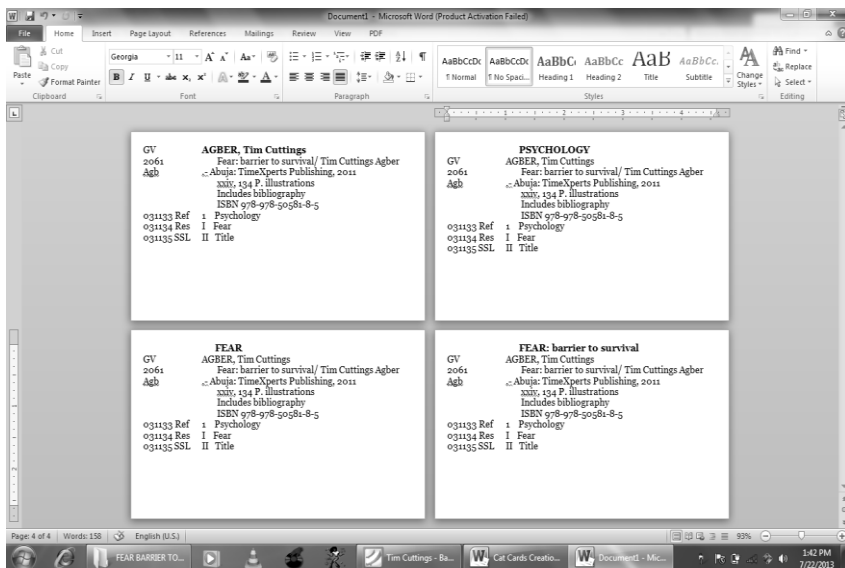 Document1 - Microsoft Word (Product Activation Failed)
File Home Insert Page Layout References Mailings Review View PDF
Cut
Copy
Format Painter
Paste
Georgia 11
Clipboard Font Paragraph Styles Editing
AaBbCcDc AaBbCcDc AaBbC AaBbCc AaB AaBbCc.
¶ Normal ¶ No Spaci... Heading 1 Heading 2 Title Subtitle
Change Styles
Find
Replace
Select
GV AGBER, Tim Cuttings
2061 Fear: barrier to survival/ Tim Cuttings Agber
Agb .- Abuja: TimeXperts Publishing, 2011
xxiv, 134 P. illustrations
Includes bibliography
ISBN 978-978-50581-8-5
031133 Ref 1 Psychology
031134 Res I Fear
031135 SSL II Title
PSYCHOLOGY
GV AGBER, Tim Cuttings
2061 Fear: barrier to survival/ Tim Cuttings Agber
Agb .- Abuja: TimeXperts Publishing, 2011
xxiv, 134 P. illustrations
Includes bibliography
ISBN 978-978-50581-8-5
031133 Ref 1 Psychology
031134 Res I Fear
031135 SSL II Title
FEAR
GV AGBER, Tim Cuttings
2061 Fear: barrier to survival/ Tim Cuttings Agber
Agb .- Abuja: TimeXperts Publishing, 2011
xxiv, 134 P. illustrations
Includes bibliography
ISBN 978-978-50581-8-5
031133 Ref 1 Psychology
031134 Res I Fear
031135 SSL II Title
FEAR: barrier to survival
GV AGBER, Tim Cuttings
2061 Fear: barrier to survival/ Tim Cuttings Agber
Agb .- Abuja: TimeXperts Publishing, 2011
xxiv, 134 P. illustrations
Includes bibliography
ISBN 978-978-50581-8-5
031133 Ref 1 Psychology
031134 Res I Fear
031135 SSL II Title
Page: 4 of 4 Words: 158 English (U.S.) 93%
FEAR BARRIER TO... Tim Cuttings - Ba... Cat Cards Creatio... Document1 - Mic... 1:42 PM
7/22/2013